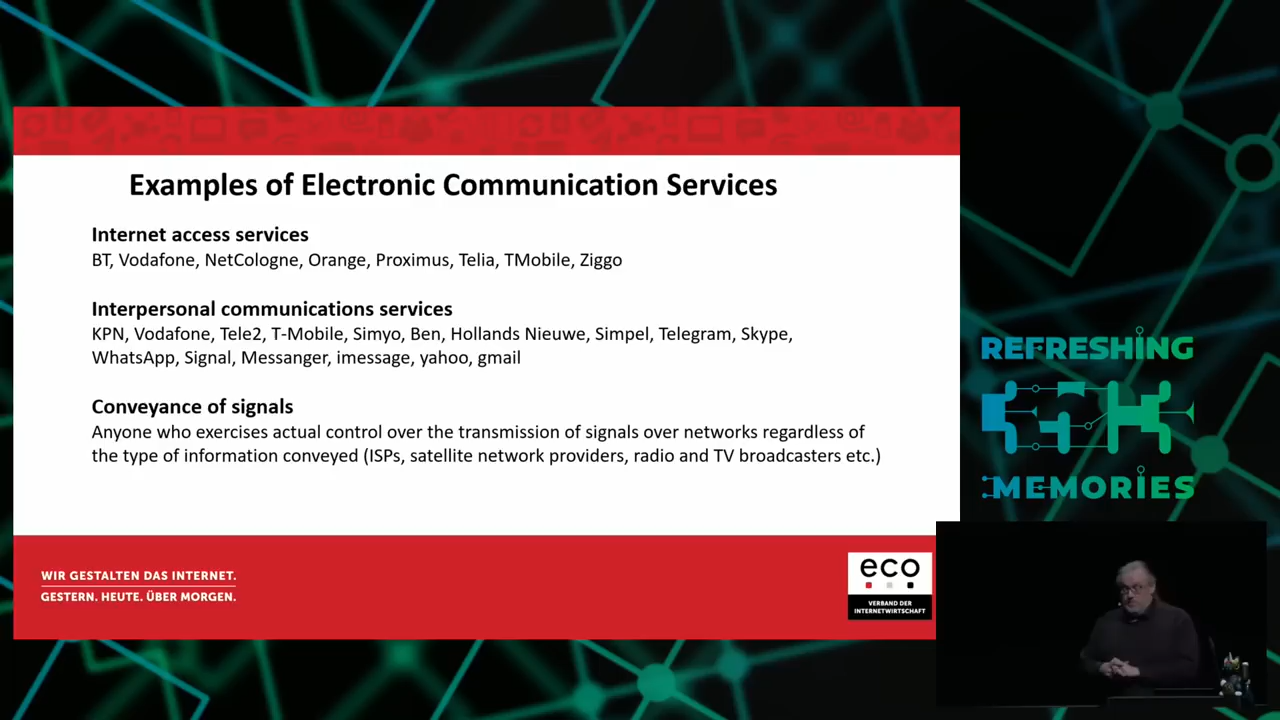 Examples of Electronic Communication Services
Internet access services
BT, Vodafone, NetCologne, Orange, Proximus, Telia, TMobile, Ziggo
Interpersonal communications services
KPN, Vodafone, Tele2, T-Mobile, Simyo, Ben, Hollands Nieuwe, Simpel, Telegram, Skype,
WhatsApp, Signal, Messanger, imessage, yahoo, gmail
Conveyance of signals
Anyone who exercises actual control over the transmission of signals over networks regardless of
the type of information conveyed (ISPs, satellite network providers, radio and TV broadcasters etc.)
WIR GESTALTEN DAS INTERNET.
GESTERN. HEUTE. ÜBER MORGEN.
eco
VERBAND DER
INTERNETWIRTSCHAFT
REFRESHING
MEMORIES